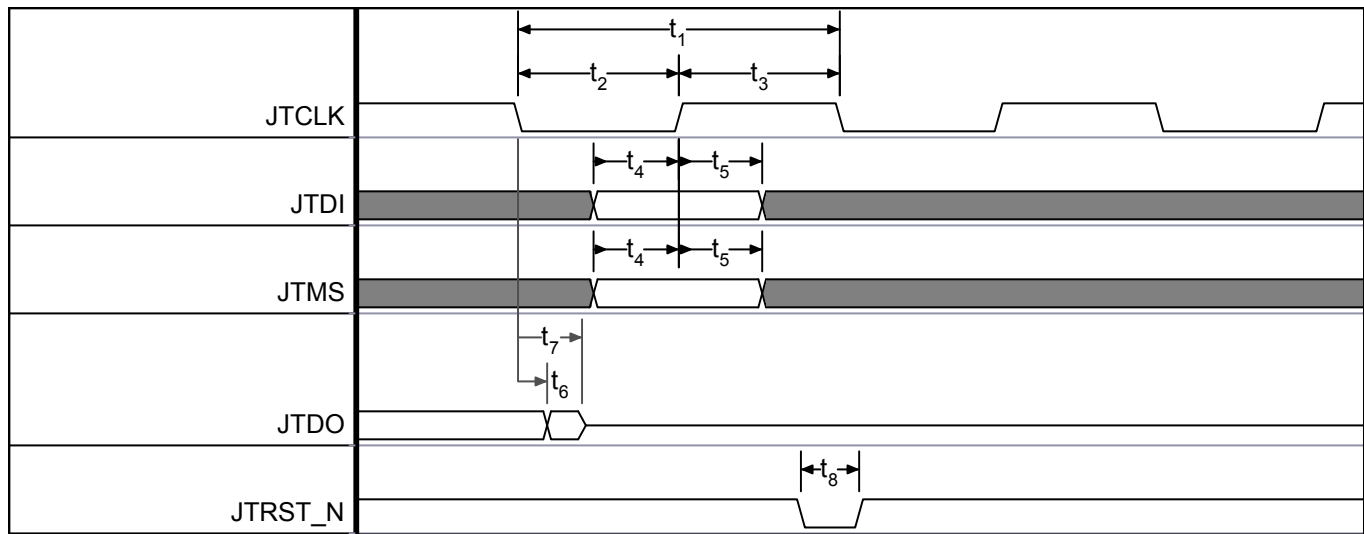 t₁
t₂ t₃
JTCLK
t₄ t₅
JTDI
t₄ t₅
JTMS
t₇
t₆
JTDO
t₈
JTRST_N